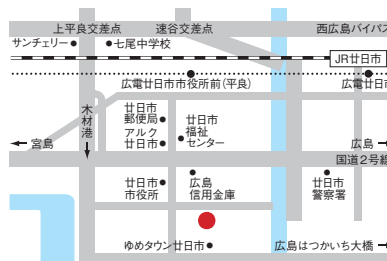 上平良交差点
速谷交差点
西広島バイパス
サンチェリー
七尾中学校
JR廿日市
広電廿日市市役所前(平良)
広電廿日市
木材港
廿日市
郵便局
アルク
廿日市
廿日市
福祉
センター
宮島
広島
国道2号線
廿日市
市役所
広島
信用金庫
廿日市
警察署
ゆめタウン廿日市
広島はつかいち大橋